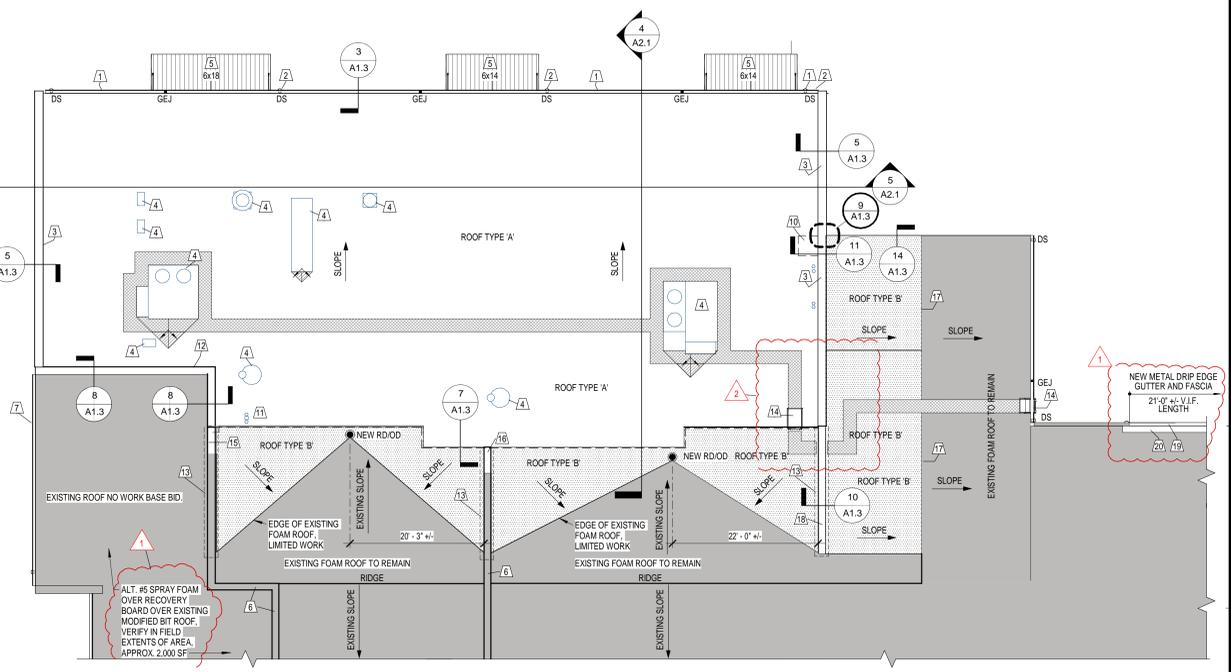 4
A2.1
3
A1.3
5
6x18
5
6x14
5
6x14
1
2
2
1
1
2
DS
GEJ
DS
GEJ
DS
GEJ
DS
5
A1.3
3
5
A2.1
9
A1.3
10
11
A1.3
14
A1.3
DS
4
4
4
4
4
3
ROOF TYPE 'A'
SLOPE
SLOPE
5
A1.3
4
4
3
ROOF TYPE 'B'
17
SLOPE
SLOPE
4
12
4
ROOF TYPE 'A'
7
A1.3
4
2
1
NEW METAL DRIP EDGE
GUTTER AND FASCIA
21'-0" +/- V.I.F.
LENGTH
GEJ
14
DS
20
19
7
8
A1.3
8
A1.3
11
14
EXISTING FOAM ROOF TO REMAIN
15
ROOF TYPE 'B'
NEW RD/OD
16
ROOF TYPE 'B'
NEW RD/OD
ROOF TYPE 'B'
ROOF TYPE 'B'
17
13
SLOPE
EXISTING SLOPE
SLOPE
13
SLOPE
EXISTING SLOPE
SLOPE
13
ROOF TYPE 'B'
SLOPE
10
A1.3
18
EXISTING ROOF NO WORK BASE BID.
EDGE OF EXISTING
FOAM ROOF,
LIMITED WORK
20' - 3" +/-
EDGE OF EXISTING
FOAM ROOF,
LIMITED WORK
22' - 0" +/-
SLOPE
EXISTING FOAM ROOF TO REMAIN
EXISTING FOAM ROOF TO REMAIN
RIDGE
6
RIDGE
1
ALT. #5 SPRAY FOAM
OVER RECOVERY
BOARD OVER EXISTING
MODIFIED BIT ROOF,
VERIFY IN FIELD
EXTENTS OF AREA,
APPROX. 2,000 SF
6
EXISTING SLOPE
EXISTING SLOPE